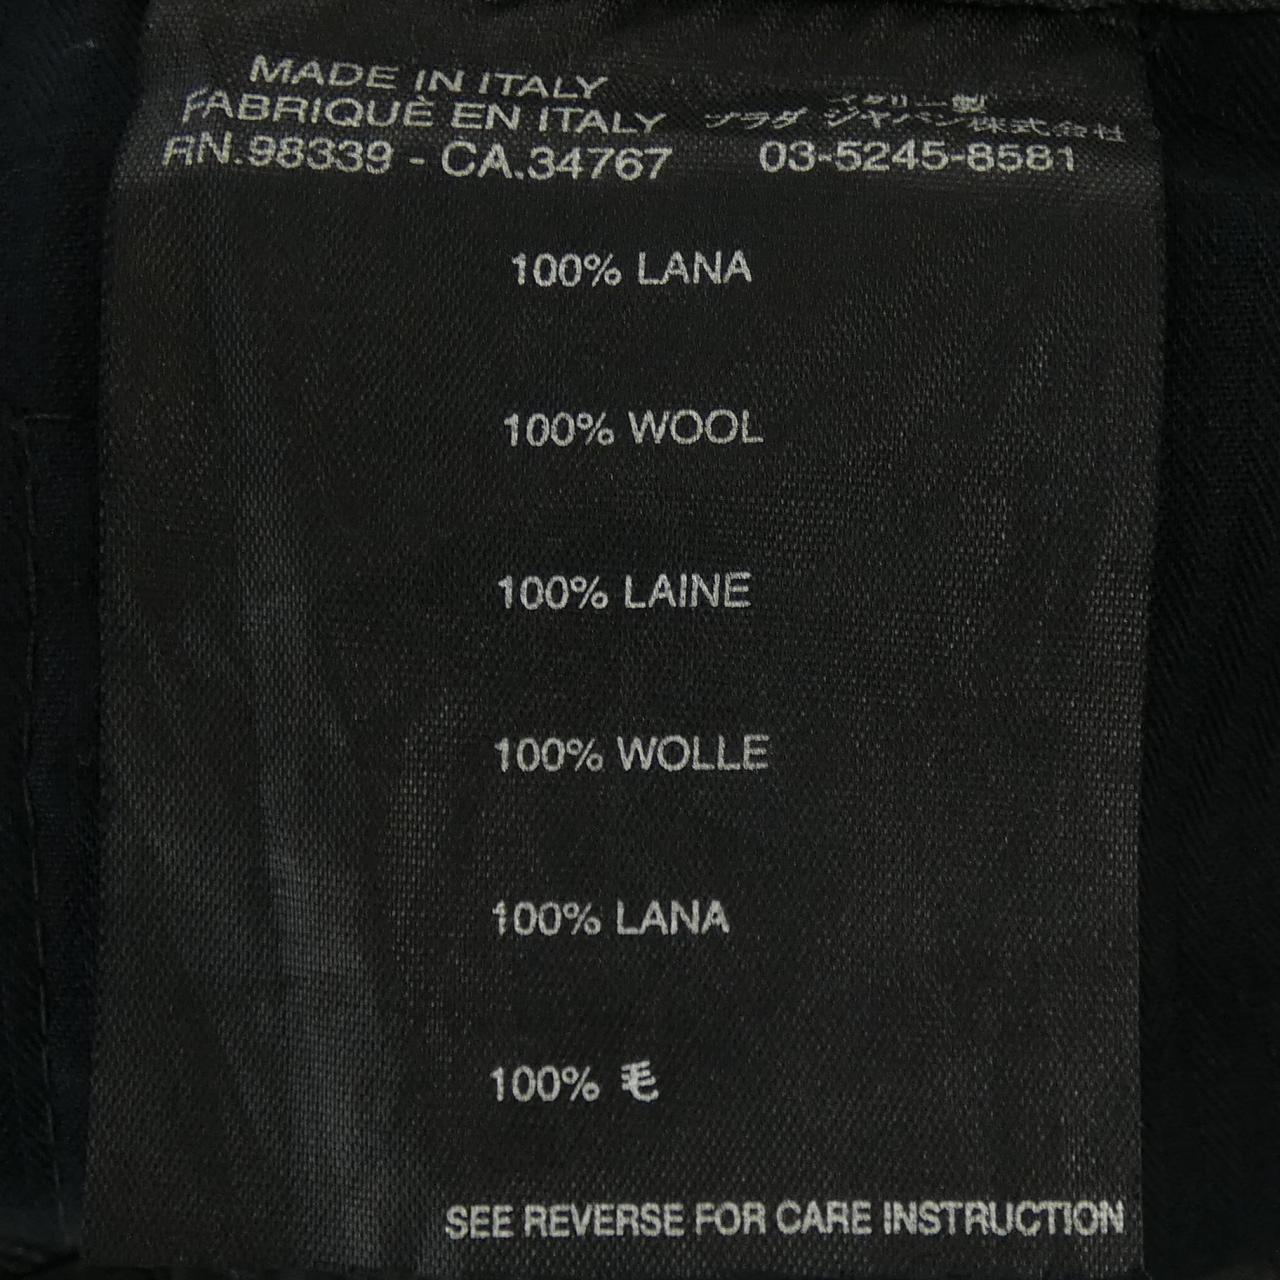 MADE IN ITALY
FABRIQUÈ EN ITALY
RN.98339 - CA.34767
イタリー製
プラダ ジャパン株式会社
03-5245-8581
100% LANA
100% WOOL
100% LAINE
100% WOLLE
100% LANA
100% 毛
SEE REVERSE FOR CARE INSTRUCTION